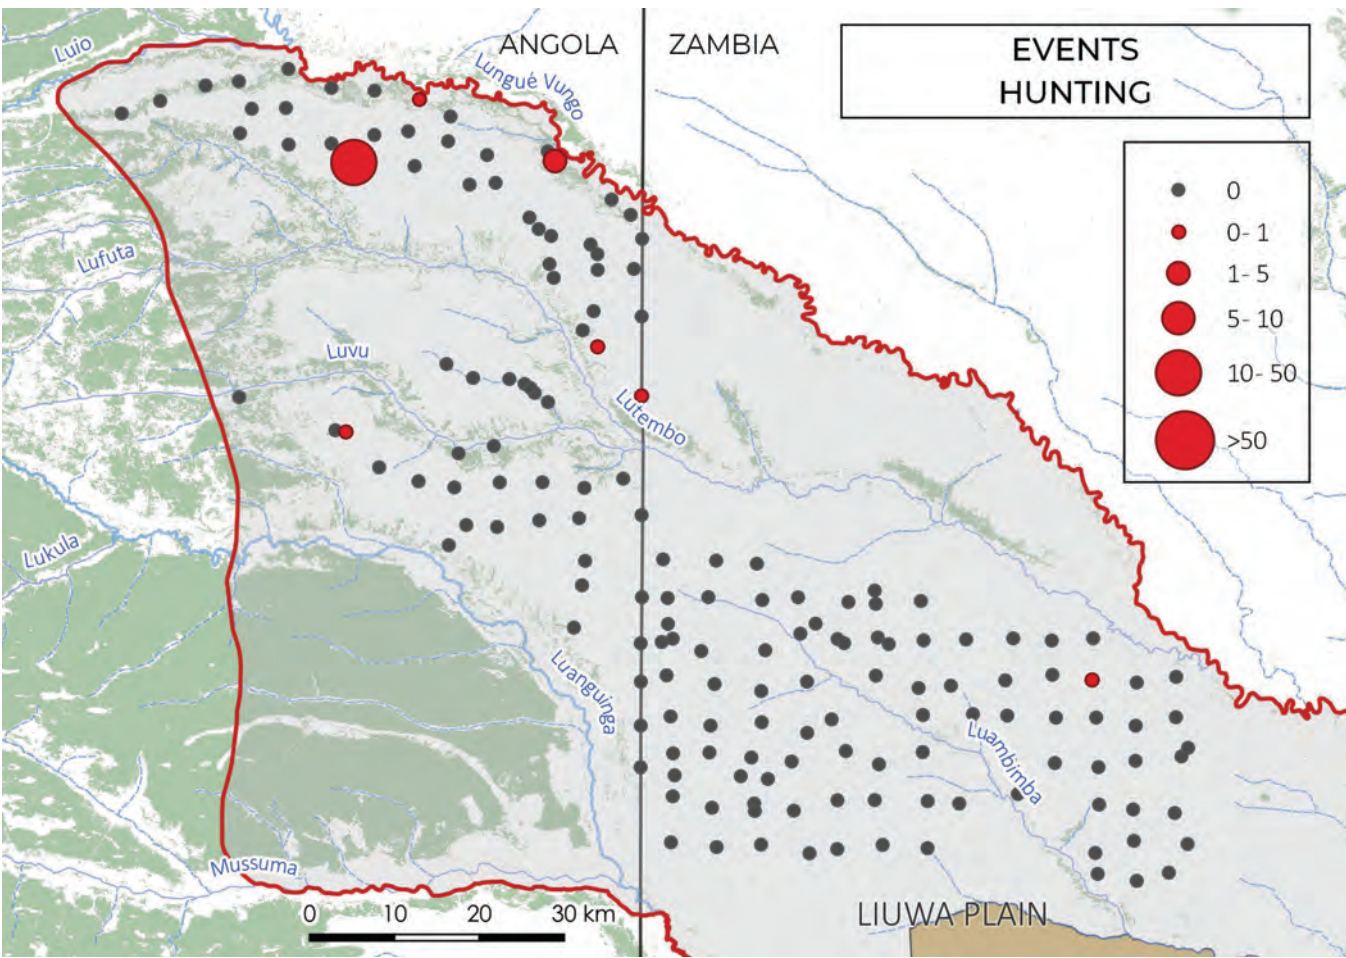 ANGOLA
ZAMBIA
EVENTS
HUNTING
Luio
Lungué Vungo
0
0- 1
1- 5
5- 10
10- 50
>50
Lufuta
Luvu
Lutembo
Lukula
Luanguinga
Luambimba
Mussuma
LIUWA PLAIN
0 10 20 30 km